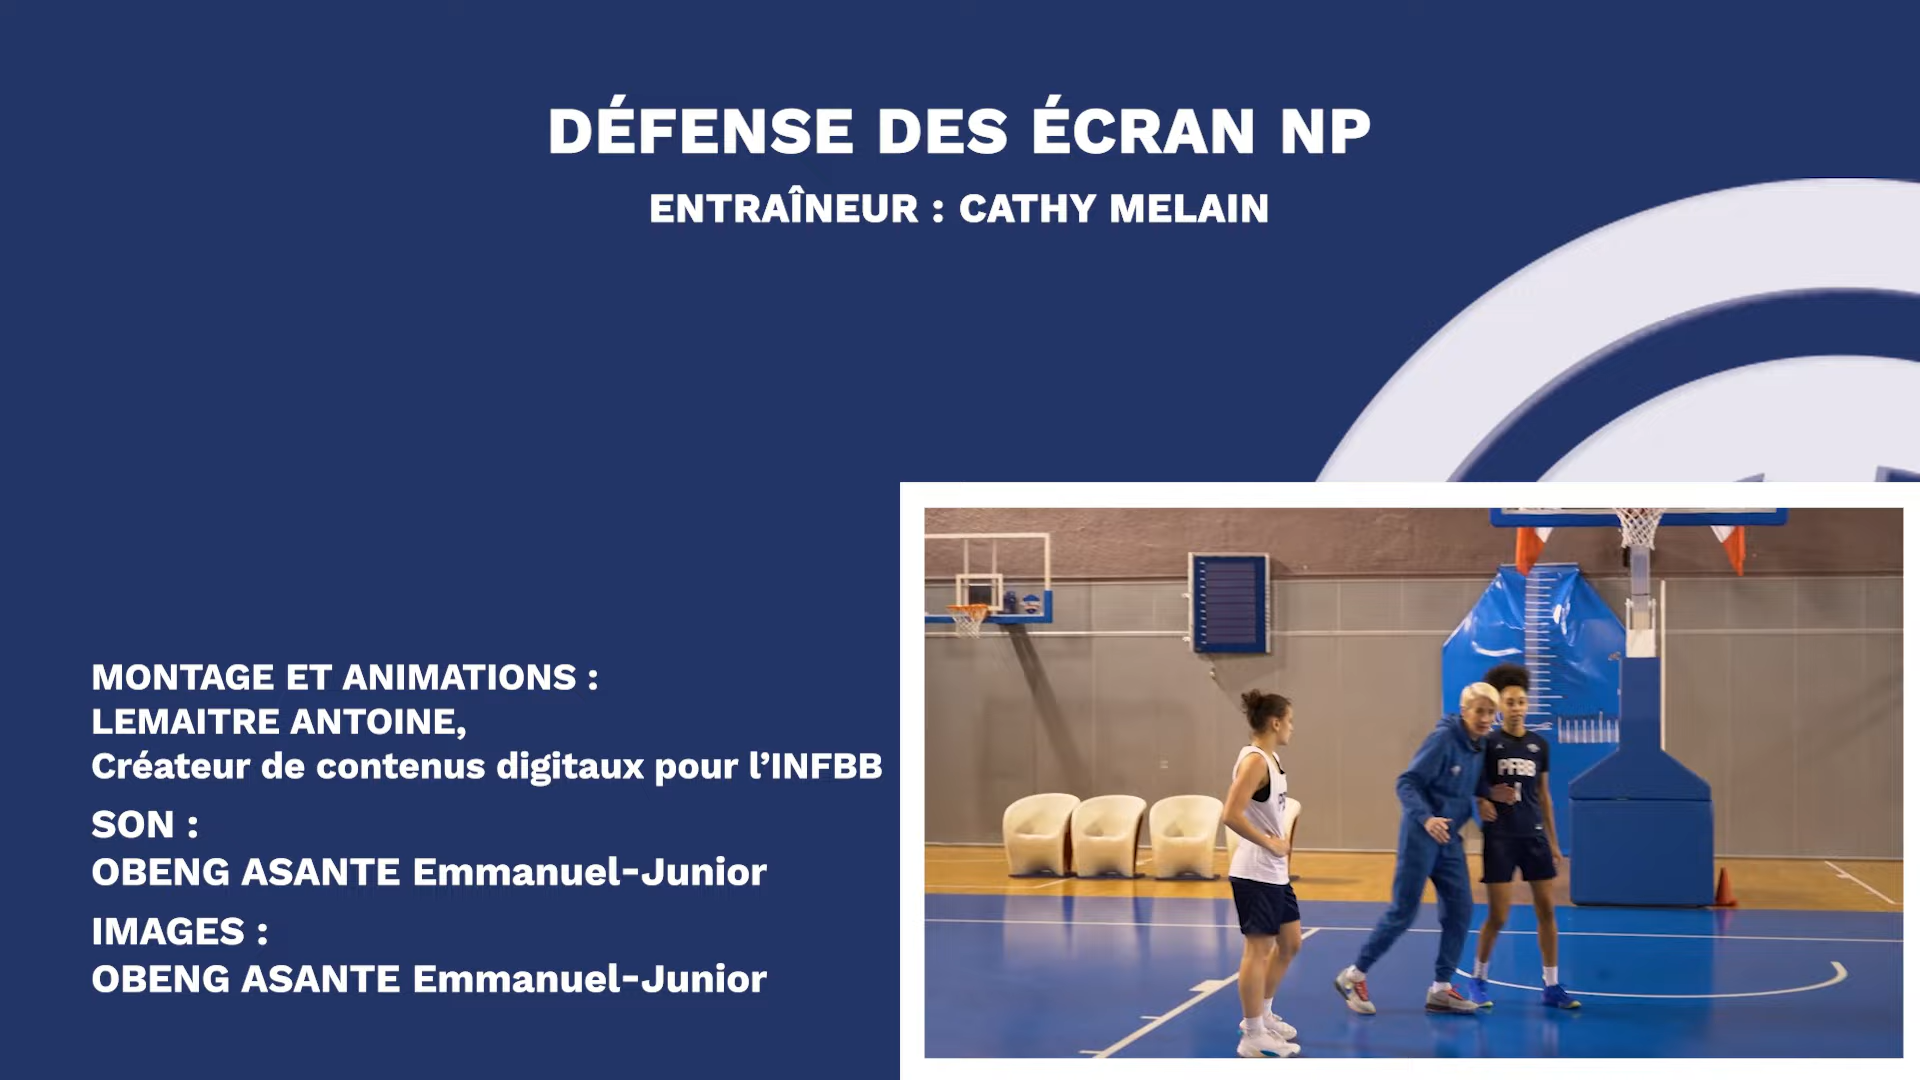 DÉFENSE DES ÉCRAN NP
ENTRAÎNEUR : CATHY MELAIN
MONTAGE ET ANIMATIONS :
LEMAITRE ANTOINE,
Créateur de contenus digitaux pour l’INFBB
SON :
OBENG ASANTE Emmanuel-Junior
IMAGES :
OBENG ASANTE Emmanuel-Junior
PFBB